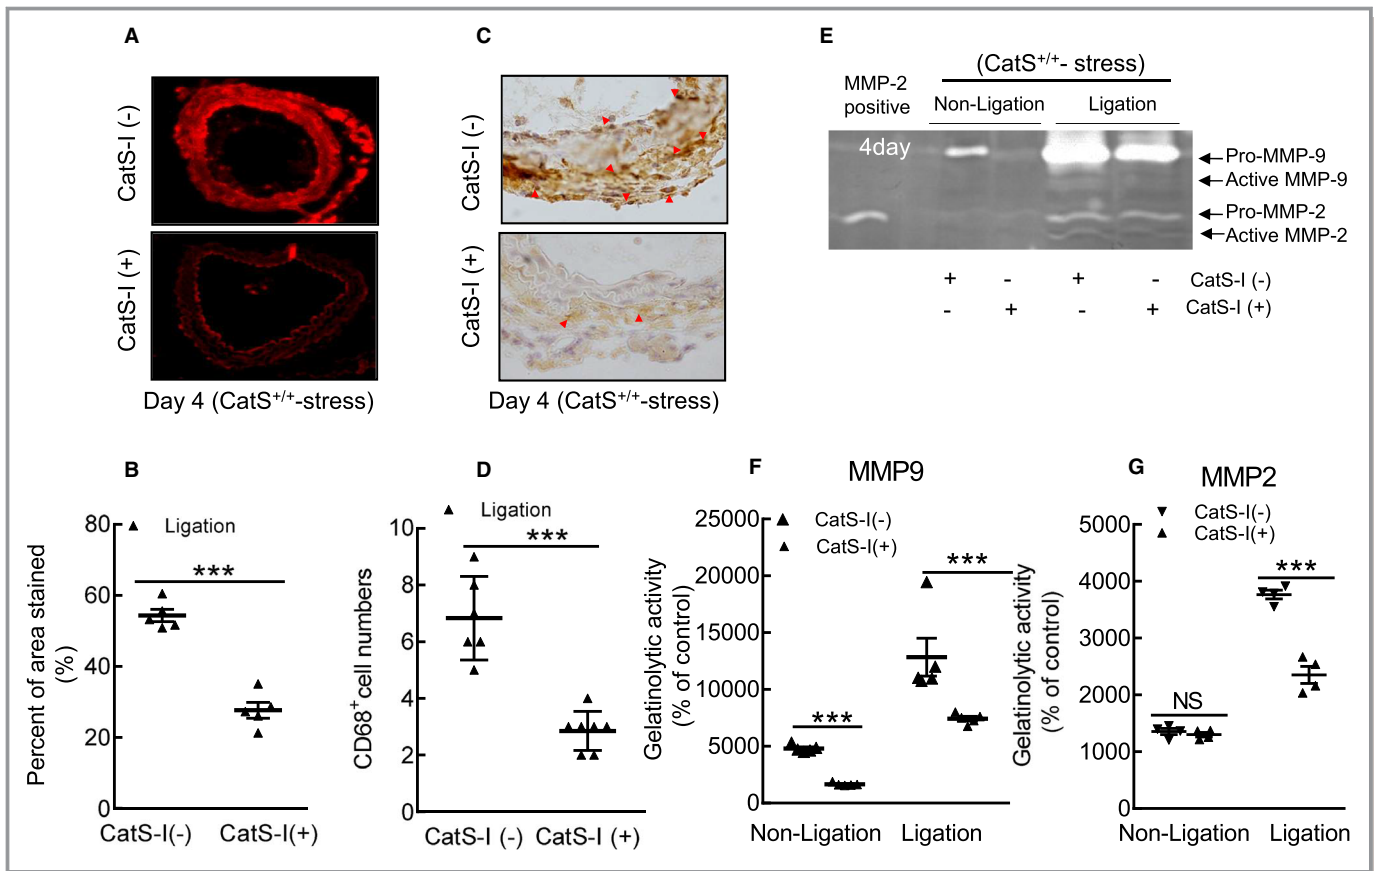 A
CatS-I (-)
CatS-I (+)
Day 4 (CatS+/+-stress)
C
CatS-I (-)
CatS-I (+)
Day 4 (CatS+/+-stress)
E
(CatS+/+- stress)
MMP-2
positive
Non-Ligation
Ligation
4day
Pro-MMP-9
Active MMP-9
Pro-MMP-2
Active MMP-2
+ - + - CatS-I (-)
- + - + CatS-I (+)
B
Ligation
***
Percent of area stained
(%)
80
60
40
20
0
CatS-I(-) CatS-I(+)
D
Ligation
***
CD68+ cell numbers
10
8
6
4
2
0
CatS-I (-) CatS-I (+)
F
MMP9
CatS-I(-)
CatS-I(+)
***
***
Gelatinolytic activity
(% of control)
25000
20000
15000
10000
5000
0
Non-Ligation Ligation
G
MMP2
CatS-I(-)
CatS-I(+)
***
NS
Gelatinolytic activity
(% of control)
5000
4000
3000
2000
1000
0
Non-Ligation Ligation